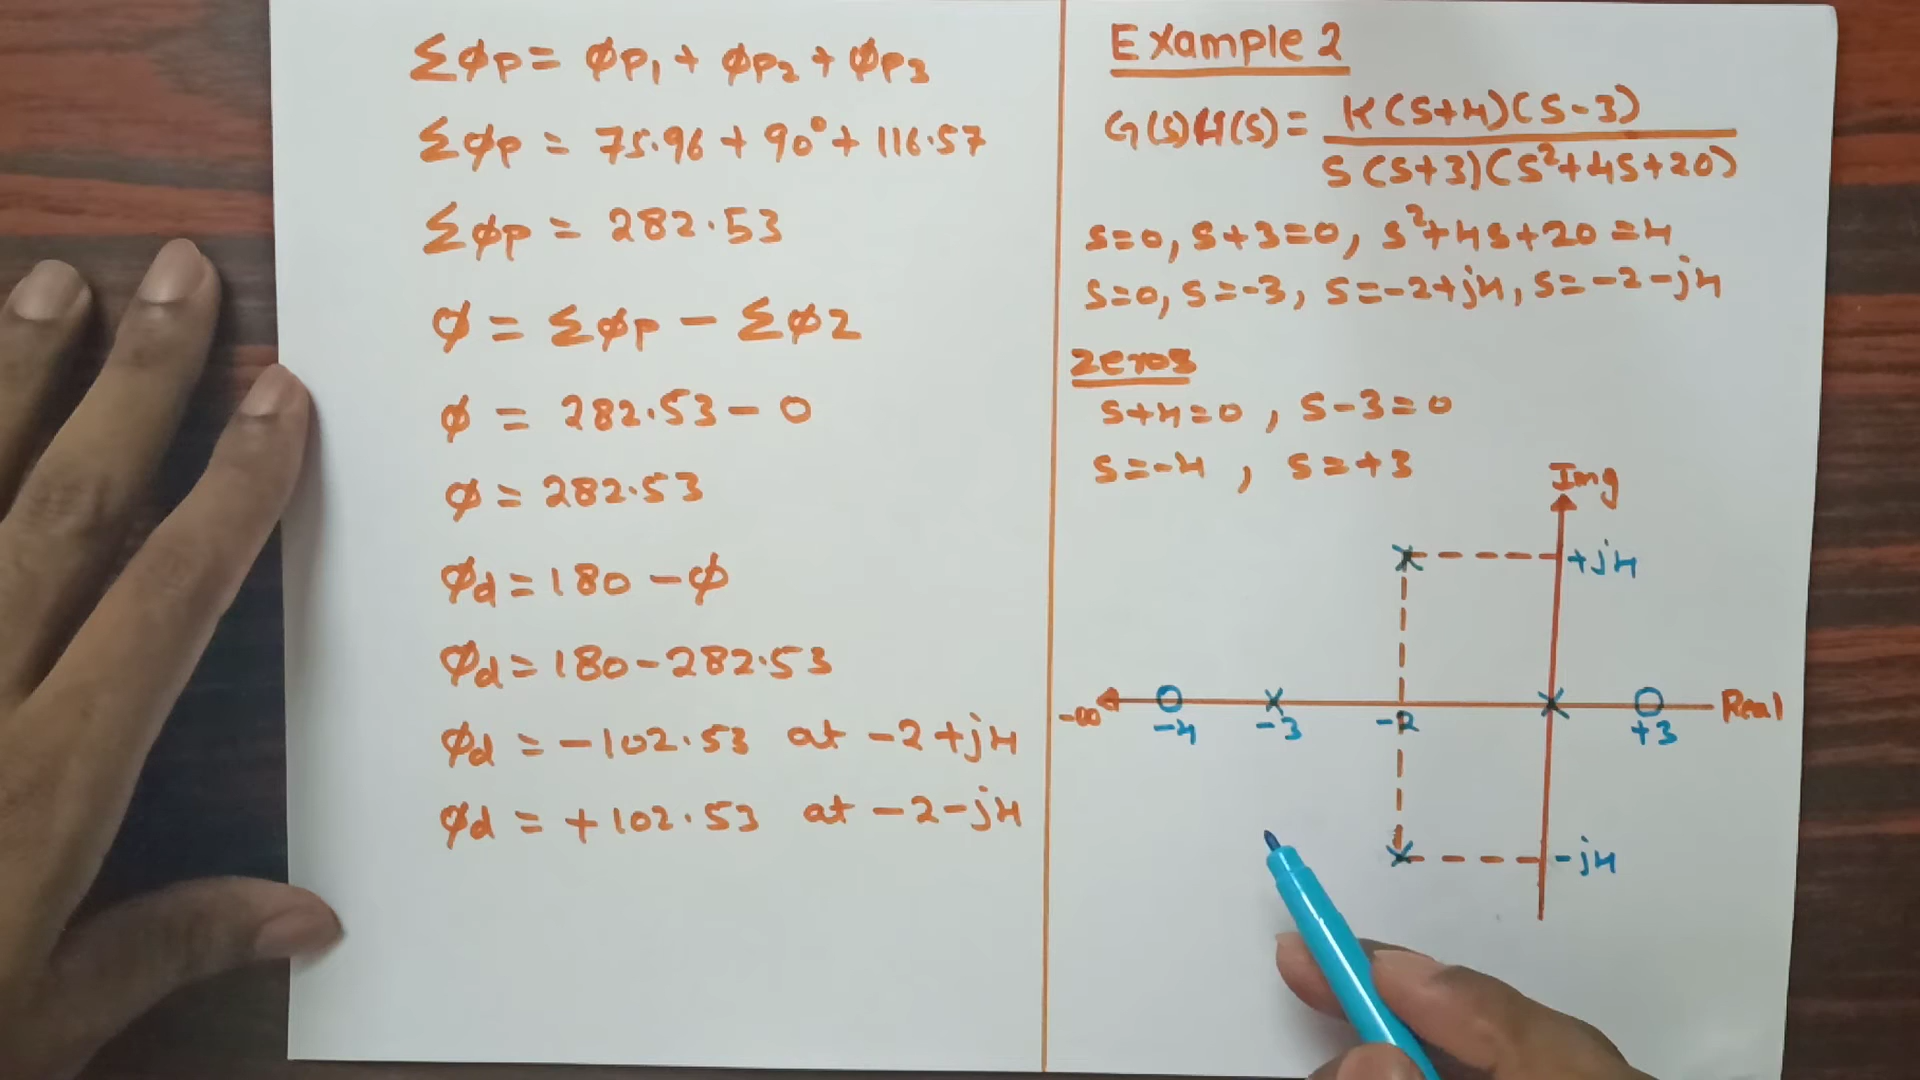 Σφp = φp₁ + φp₂ + φp₃
Σφp = 75.96 + 90° + 116.57
Σφp = 282.53
φ = Σφp - Σφz
φ = 282.53 - 0
φ = 282.53
φd = 180 - φ
φd = 180 - 282.53
φd = -102.53 at -2+j4
φd = +102.53 at -2-j4
Example 2
G(s)H(s) = K(s+4)(s-3) / s(s+3)(s²+4s+20)
s=0, s+3=0, s²+4s+20=4
s=0, s=-3, s=-2+j4, s=-2-j4
zeros
s+4=0, s-3=0
s=-4, s=+3
Img
+j4
-∞ -4 -3 -2 +3 Real
-j4